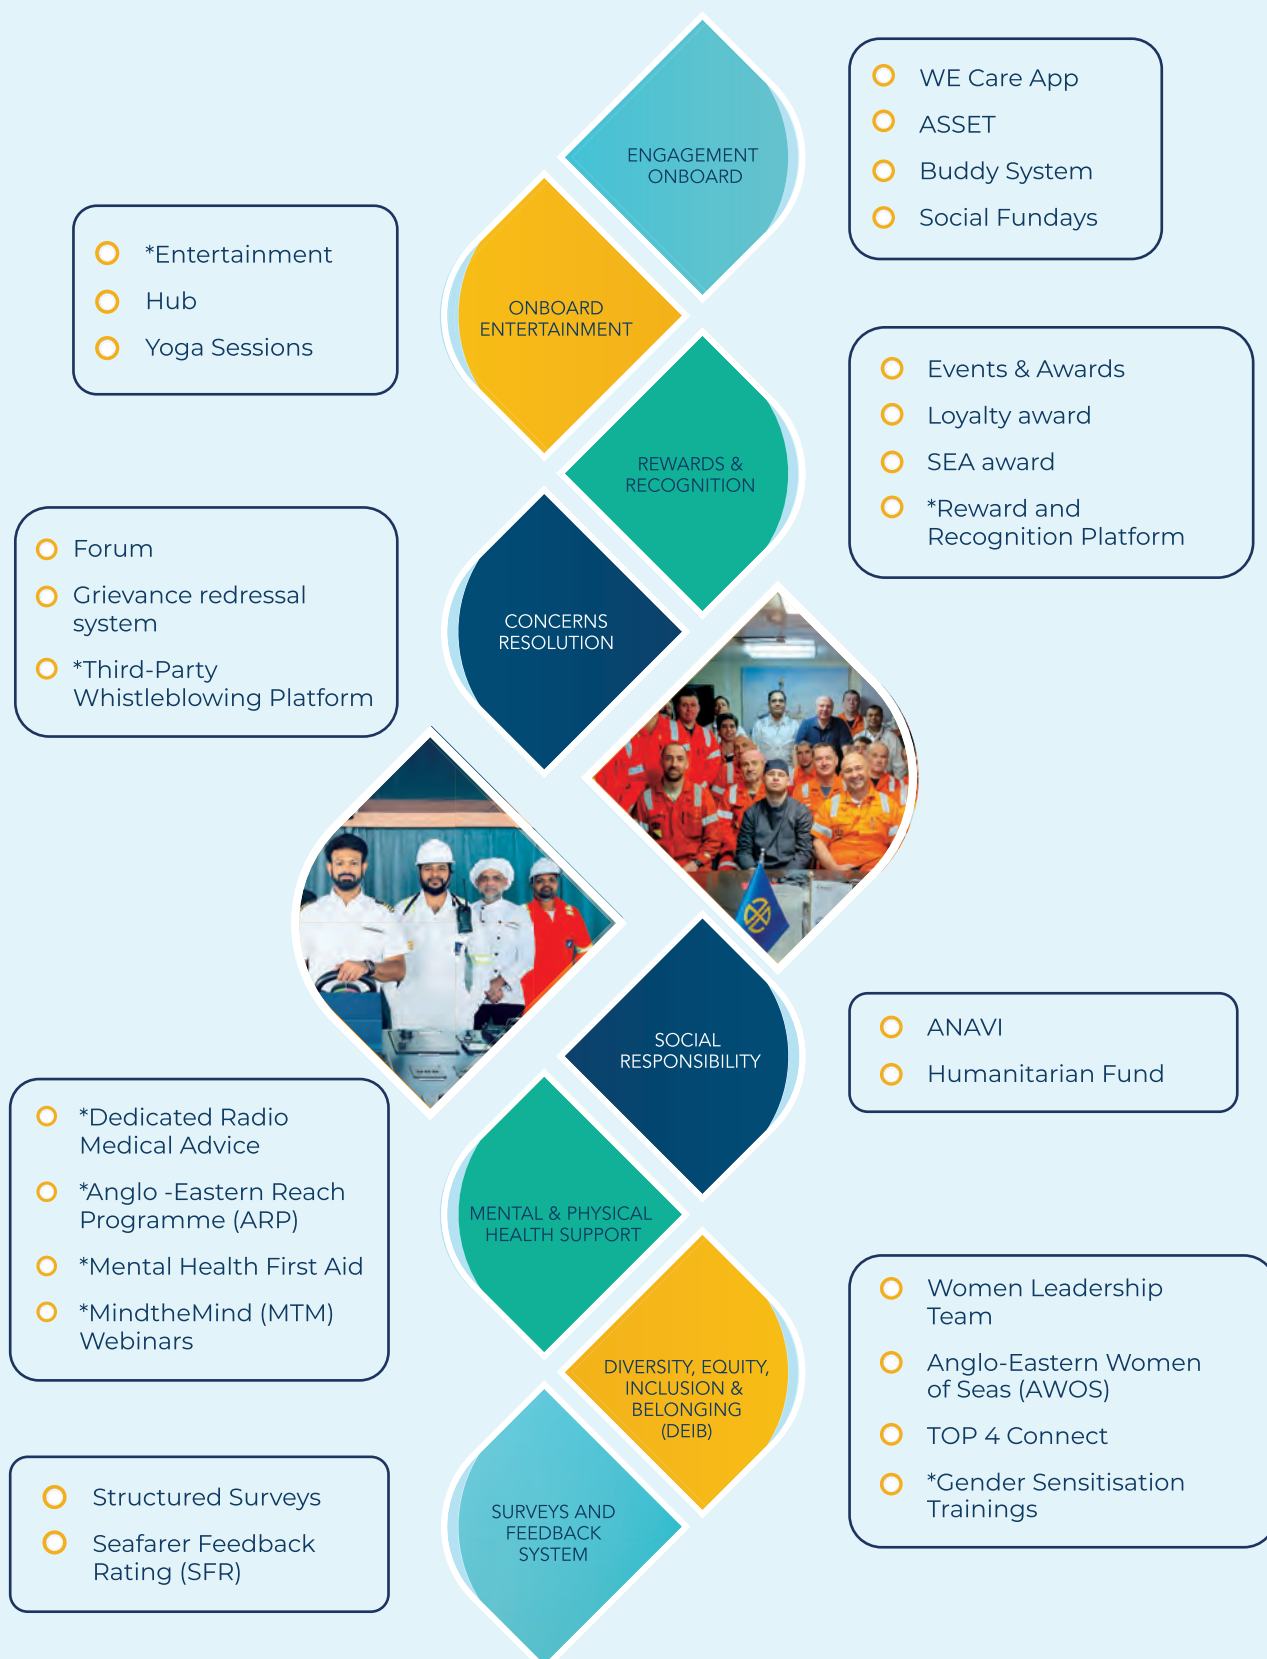 ENGAGEMENT
ONBOARD
WE Care App
ASSET
Buddy System
Social Fundays
ONBOARD
ENTERTAINMENT
*Entertainment
Hub
Yoga Sessions
REWARDS &
RECOGNITION
Events & Awards
Loyalty award
SEA award
*Reward and
Recognition Platform
CONCERNS
RESOLUTION
Forum
Grievance redressal
system
*Third-Party
Whistleblowing Platform
SOCIAL
RESPONSIBILITY
ANAVI
Humanitarian Fund
MENTAL & PHYSICAL
HEALTH SUPPORT
*Dedicated Radio
Medical Advice
*Anglo -Eastern Reach
Programme (ARP)
*Mental Health First Aid
*MindtheMind (MTM)
Webinars
DIVERSITY, EQUITY,
INCLUSION &
BELONGING
(DEIB)
Women Leadership
Team
Anglo-Eastern Women
of Seas (AWOS)
TOP 4 Connect
*Gender Sensitisation
Trainings
SURVEYS AND
FEEDBACK
SYSTEM
Structured Surveys
Seafarer Feedback
Rating (SFR)